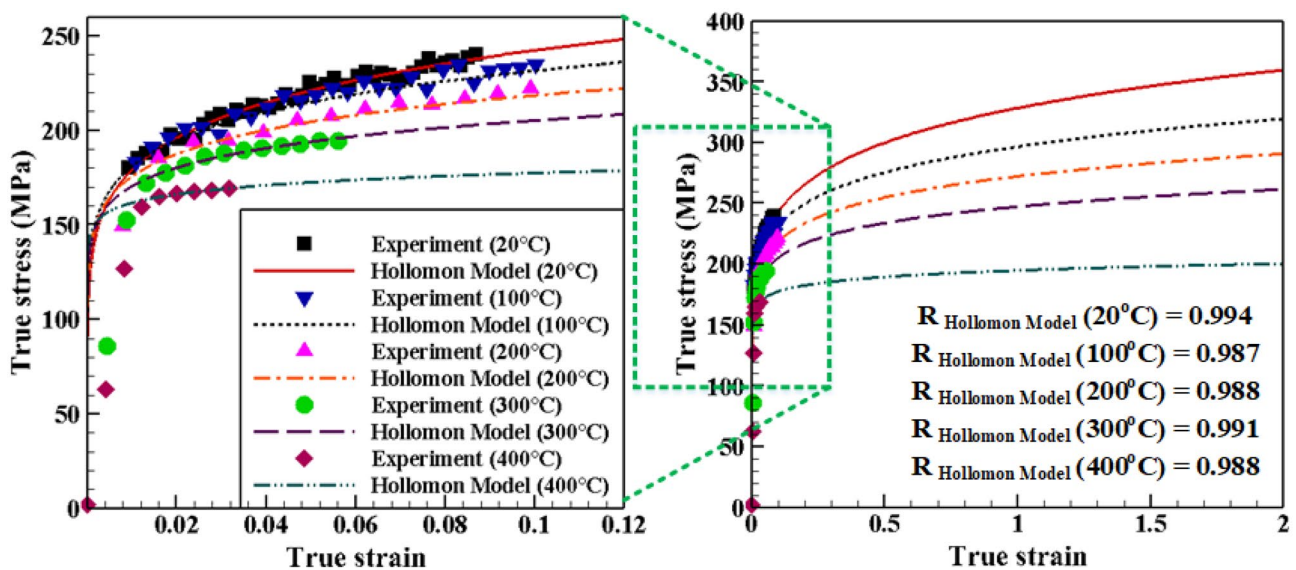 250
200
150
100
50
0
True stress (MPa)
Experiment (20°C)
Hollomon Model (20°C)
Experiment (100°C)
Hollomon Model (100°C)
Experiment (200°C)
Hollomon Model (200°C)
Experiment (300°C)
Hollomon Model (300°C)
Experiment (400°C)
Hollomon Model (400°C)
0.02 0.04 0.06 0.08 0.1 0.12
True strain
400
350
300
250
200
150
100
50
0
True stress (MPa)
R Hollomon Model (20°C) = 0.994
R Hollomon Model (100°C) = 0.987
R Hollomon Model (200°C) = 0.988
R Hollomon Model (300°C) = 0.991
R Hollomon Model (400°C) = 0.988
0 0.5 1 1.5 2
True strain